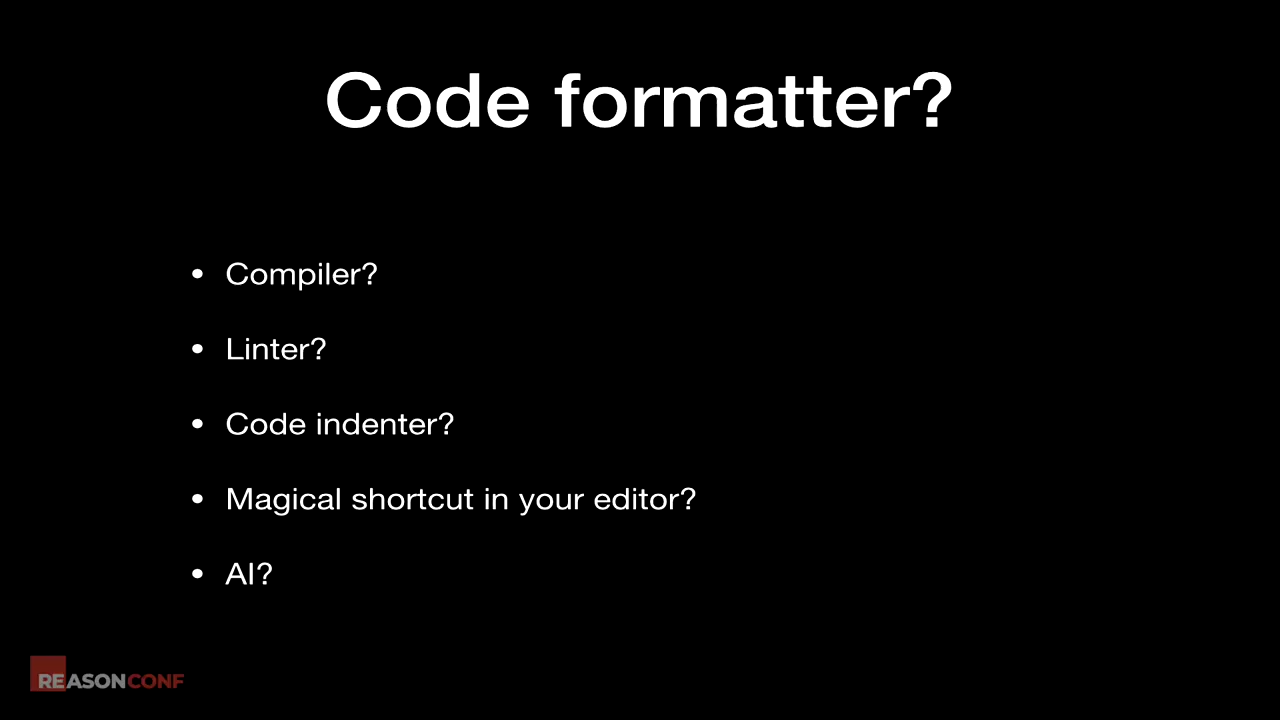 Code formatter?
• Compiler?
• Linter?
• Code indenter?
• Magical shortcut in your editor?
• AI?
REASONCONF